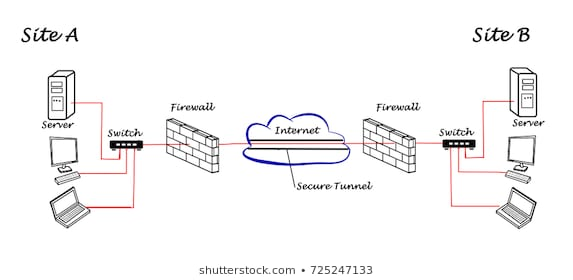 Site A
Site B
Server
Switch
Firewall
Internet
Secure Tunnel
Firewall
Switch
Server
shutterstock.com • 725247133